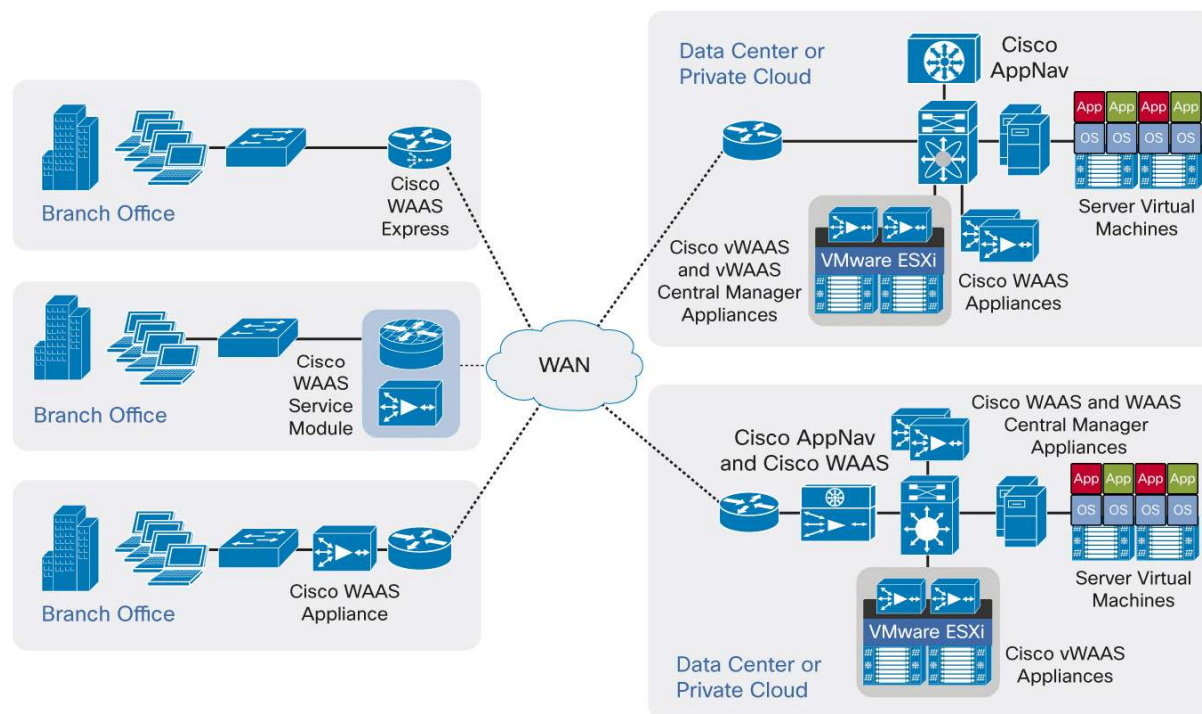 Branch Office
Cisco
WAAS
Express
Branch Office
Cisco
WAAS
Service
Module
Branch Office
Cisco WAAS
Appliance
WAN
Data Center or
Private Cloud
Cisco
AppNav
App App App App
OS OS OS OS
Server Virtual
Machines
Cisco vWAAS
and vWAAS
Central Manager
Appliances
VMware ESXi
Cisco WAAS
Appliances
Cisco WAAS and WAAS
Central Manager
Appliances
Cisco AppNav
and Cisco WAAS
App App App App
OS OS OS OS
Server Virtual
Machines
VMware ESXi
Cisco vWAAS
Appliances
Data Center or
Private Cloud